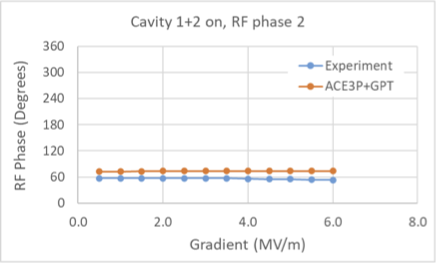 Cavity 1+2 on, RF phase 2
360
300
240
180
120
60
0
RF Phase (Degrees)
Experiment
ACE3P+GPT
0.0 2.0 4.0 6.0 8.0
Gradient (MV/m)